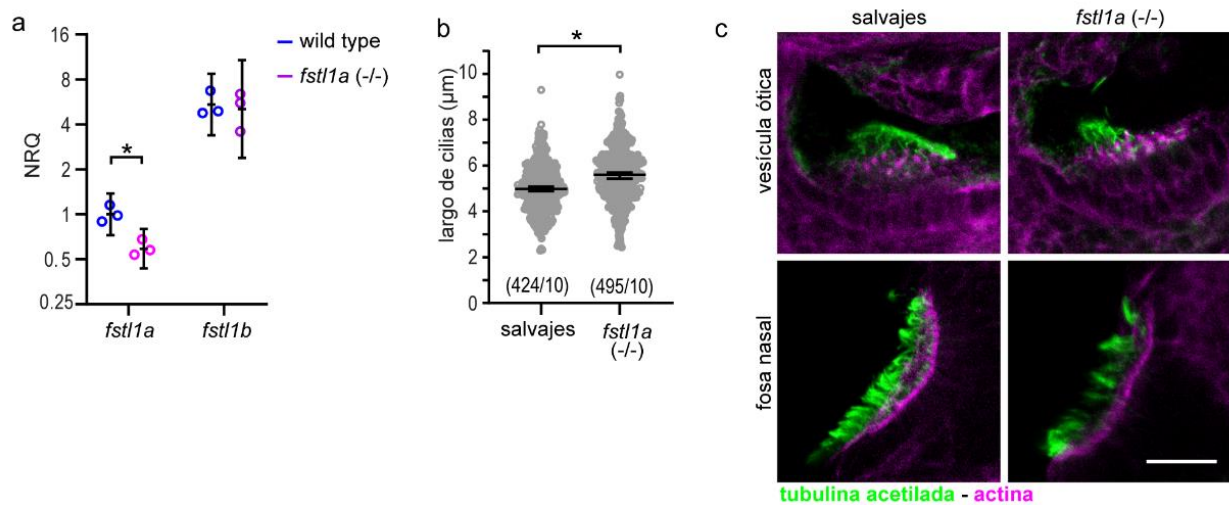 a
16
8
4
2
1
0.5
0.25
NRQ
*
fstl1a
fstl1b
wild type
fstl1a (-/-)
b
*
10
8
6
4
2
0
largo de cilias (μm)
(424/10)
(495/10)
salvajes
fstl1a
(-/-)
c
salvajes
fstl1a (-/-)
vesícula ótica
fosa nasal
tubulina acetilada - actina